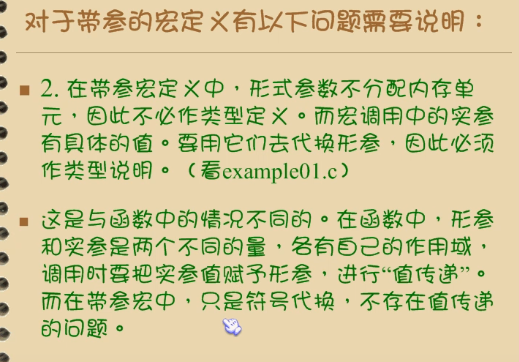 对于带参的宏定义有以下问题需要说明：
2. 在带参宏定义中，形式参数不分配内存单
元，因此不必作类型定义。而宏调用中的实参
有具体的值。要用它们去代换形参，因此必须
作类型说明。（看example01.c）
这是与函数中的情况不同的。在函数中，形参
和实参是两个不同的量，各有自己的作用域，
调用时要把实参值赋予形参，进行“值传递”。
而在带参宏中，只是符号代换，不存在值传递
的问题。